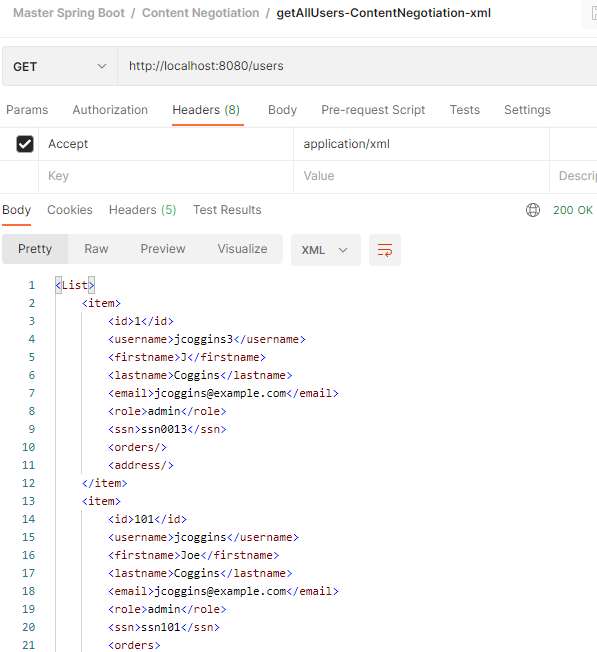 Master Spring Boot / Content Negotiation / getAllUsers-ContentNegotiation-xml
GET http://localhost:8080/users
Params Authorization Headers (8) Body Pre-request Script Tests Settings
Accept application/xml
Key Value Descrip
Body Cookies Headers (5) Test Results 200 OK
Pretty Raw Preview Visualize XML
1 <List>
2 <item>
3 <id>1</id>
4 <username>jcoggins3</username>
5 <firstname>J</firstname>
6 <lastname>Coggins</lastname>
7 <email>jcoggins@example.com</email>
8 <role>admin</role>
9 <ssn>ssn0013</ssn>
10 <orders/>
11 <address/>
12 </item>
13 <item>
14 <id>101</id>
15 <username>jcoggins</username>
16 <firstname>Joe</firstname>
17 <lastname>Coggins</lastname>
18 <email>jcoggins@example.com</email>
19 <role>admin</role>
20 <ssn>ssn101</ssn>
21 <orders>